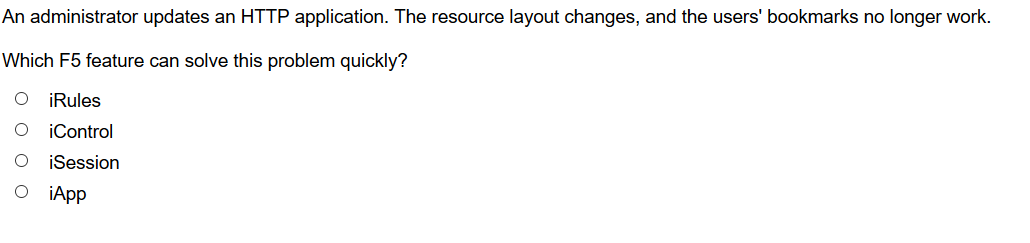 An administrator updates an HTTP application. The resource layout changes, and the users' bookmarks no longer work.
Which F5 feature can solve this problem quickly?
iRules
iControl
iSession
iApp